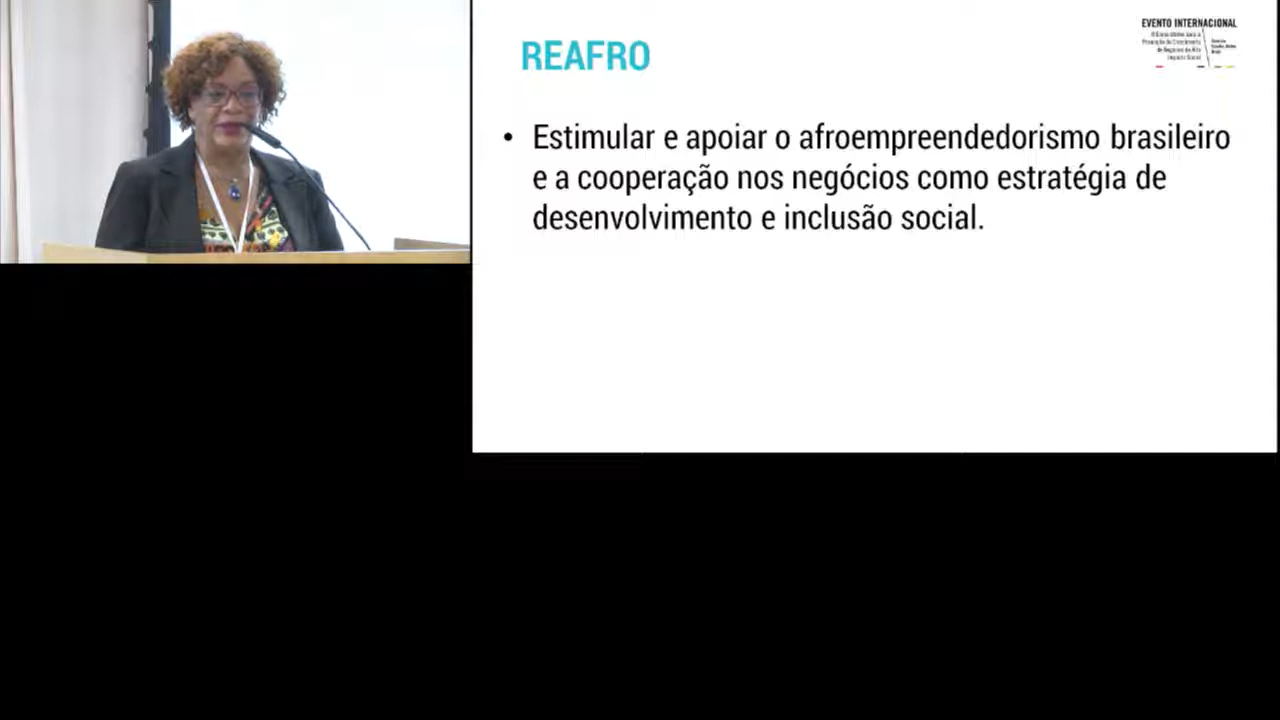 REAFRO
EVENTO INTERNACIONAL
• Estimular e apoiar o afroempreendedorismo brasileiro
e a cooperação nos negócios como estratégia de
desenvolvimento e inclusão social.